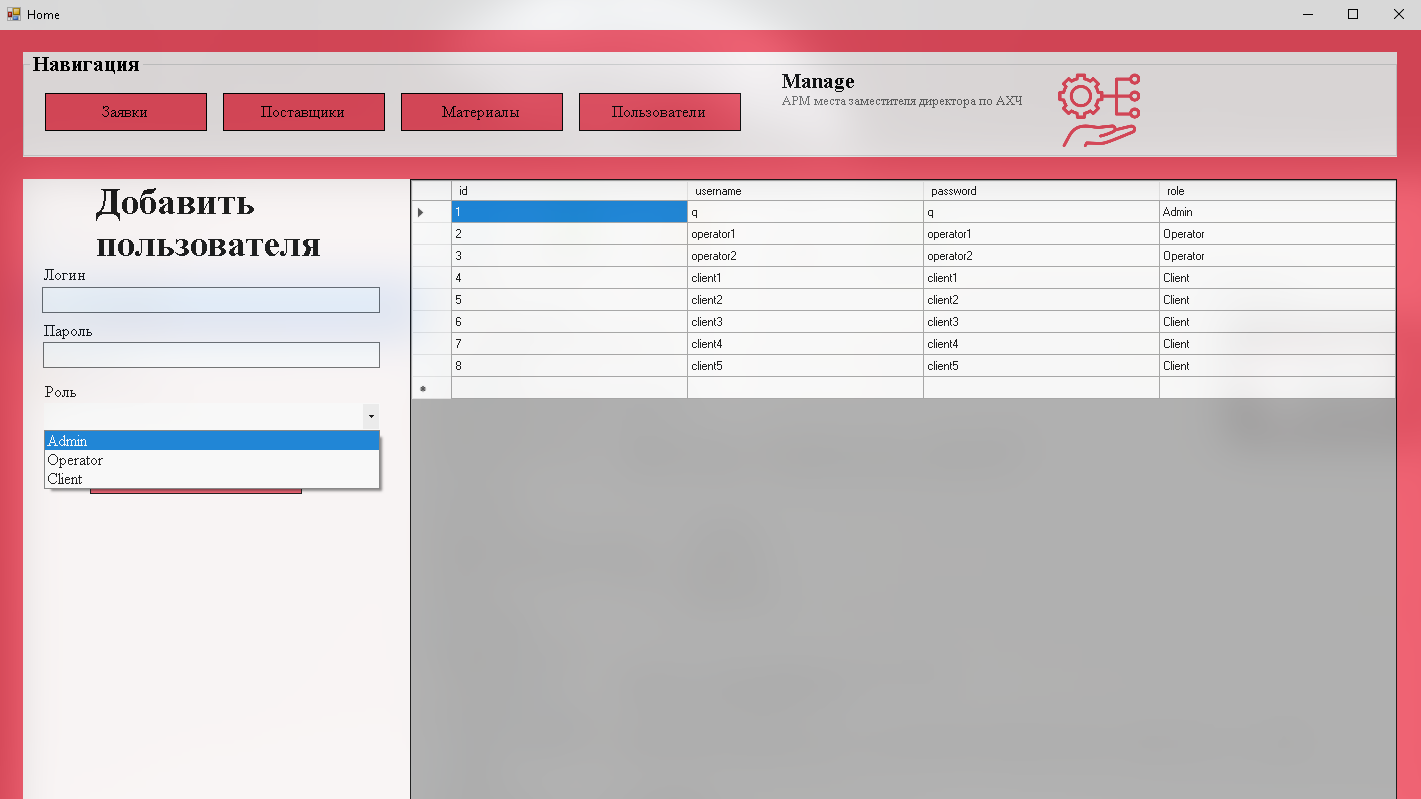 Home
Навигация
Заявки
Поставщики
Материалы
Пользователи
Manage
АРМ места заместителя директора по АХЧ
Добавить
пользователя
Логин
Пароль
Роль
Admin
Operator
Client
id username password role
1 q q Admin
2 operator1 operator1 Operator
3 operator2 operator2 Operator
4 client1 client1 Client
5 client2 client2 Client
6 client3 client3 Client
7 client4 client4 Client
8 client5 client5 Client